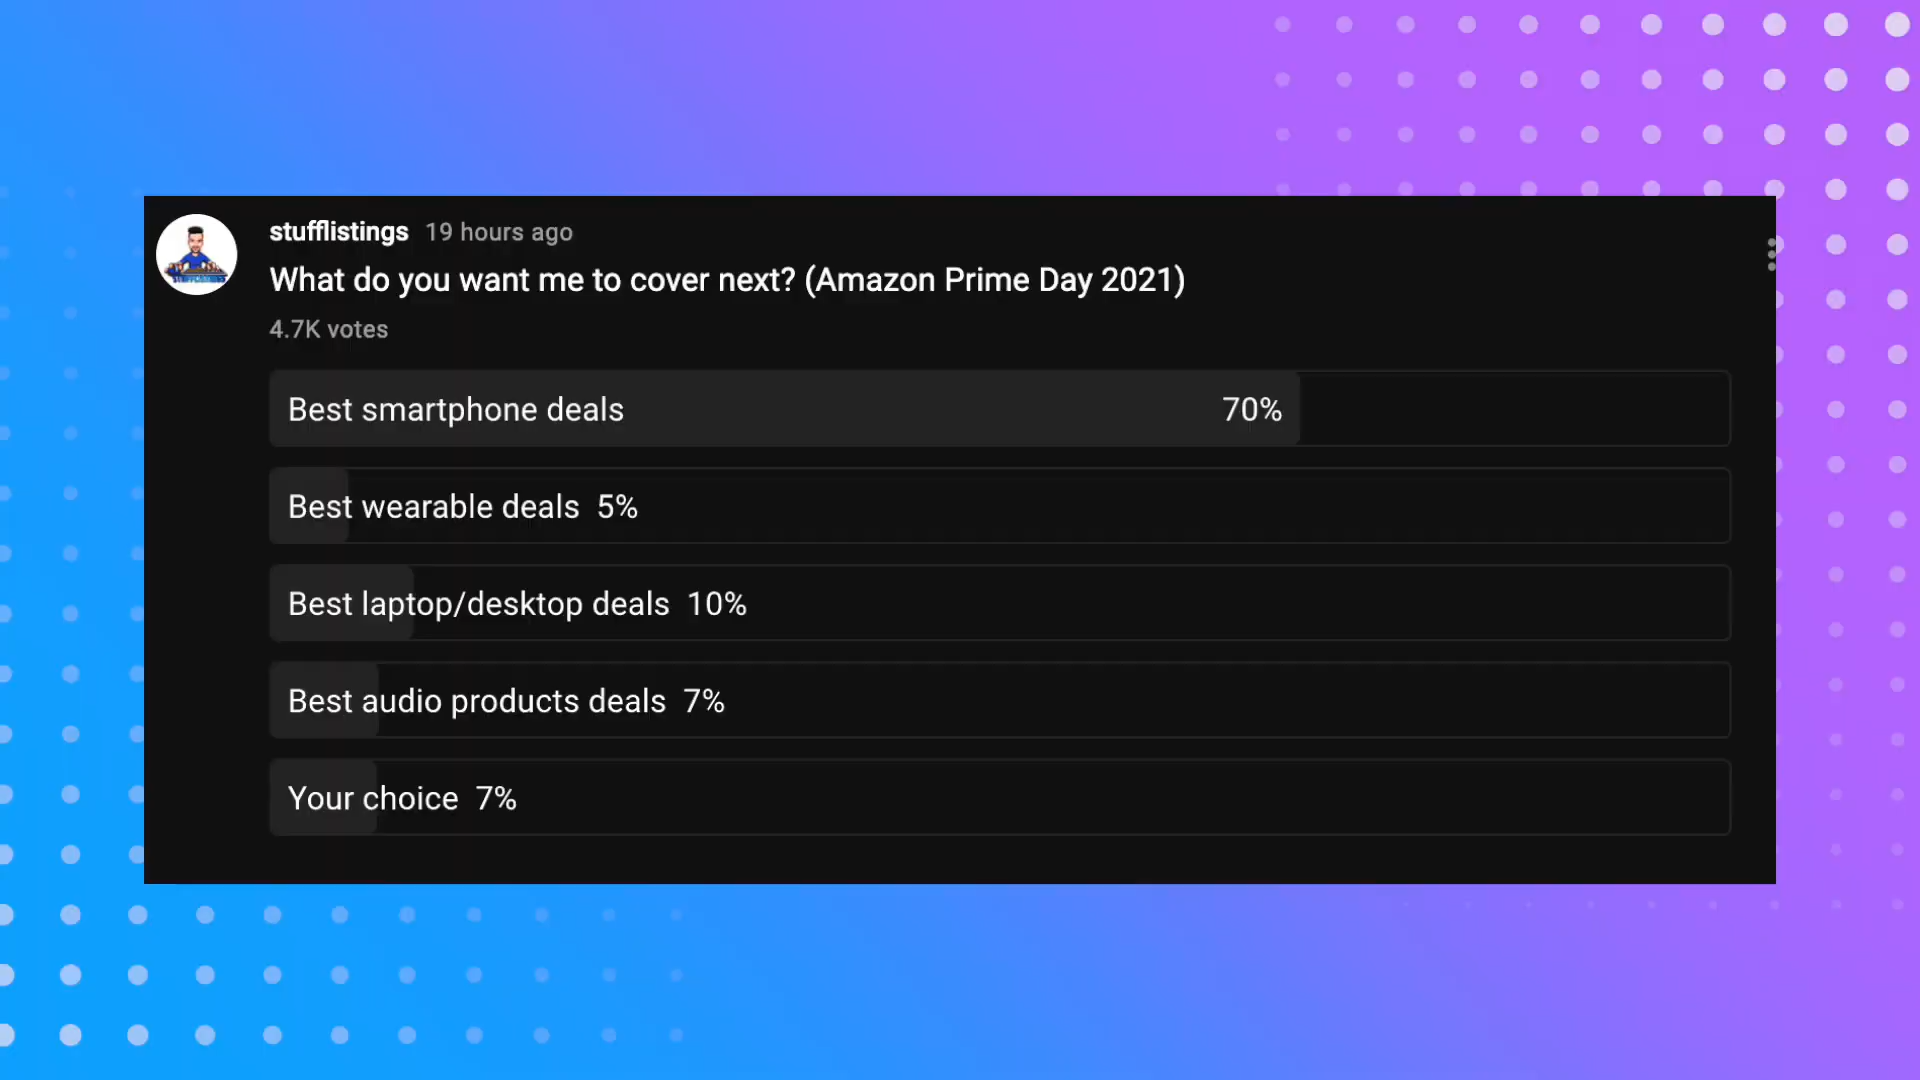 stufflistings 19 hours ago
What do you want me to cover next? (Amazon Prime Day 2021)
4.7K votes
Best smartphone deals 70%
Best wearable deals 5%
Best laptop/desktop deals 10%
Best audio products deals 7%
Your choice 7%